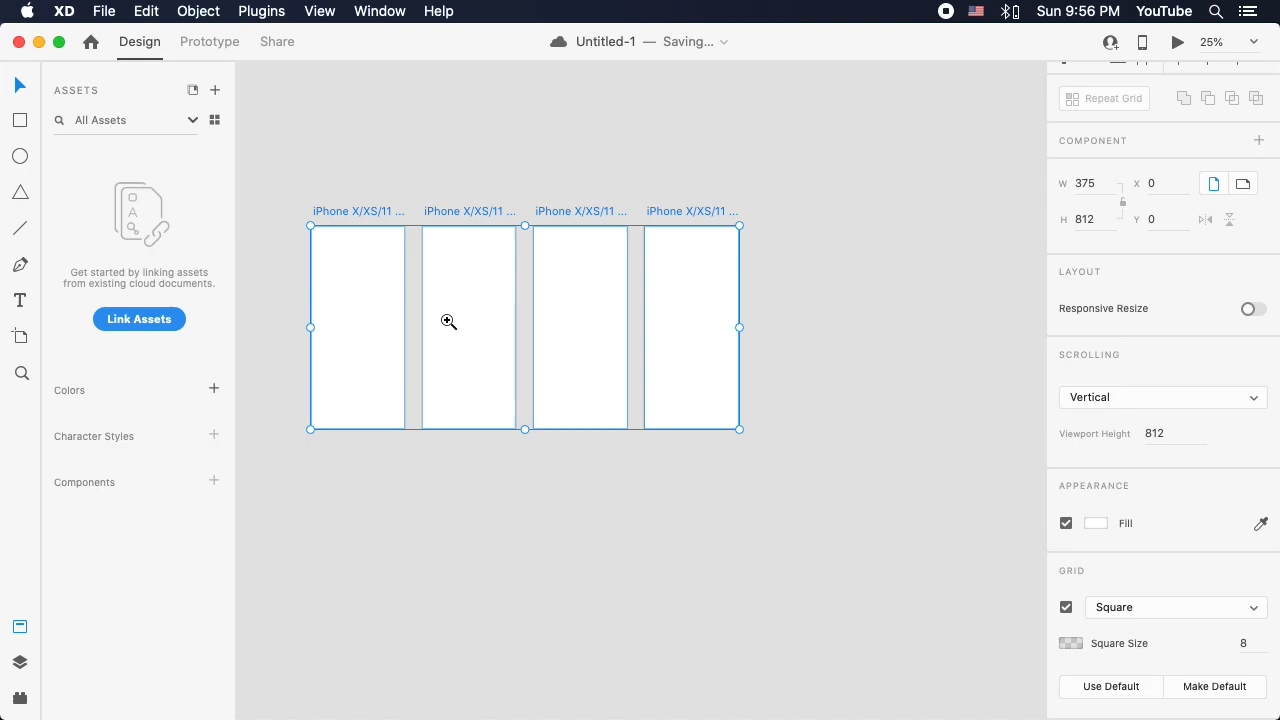 XD File Edit Object Plugins View Window Help Sun 9:56 PM YouTube
Design Prototype Share Untitled-1 — Saving... 25%
ASSETS
All Assets
Get started by linking assets
from existing cloud documents.
Link Assets
Colors
Character Styles
Components
iPhone X/XS/11 ... iPhone X/XS/11 ... iPhone X/XS/11 ... iPhone X/XS/11 ...
Repeat Grid
COMPONENT
W 375 X 0
H 812 Y 0
LAYOUT
Responsive Resize
SCROLLING
Vertical
Viewport Height 812
APPEARANCE
Fill
GRID
Square
Square Size 8
Use Default Make Default